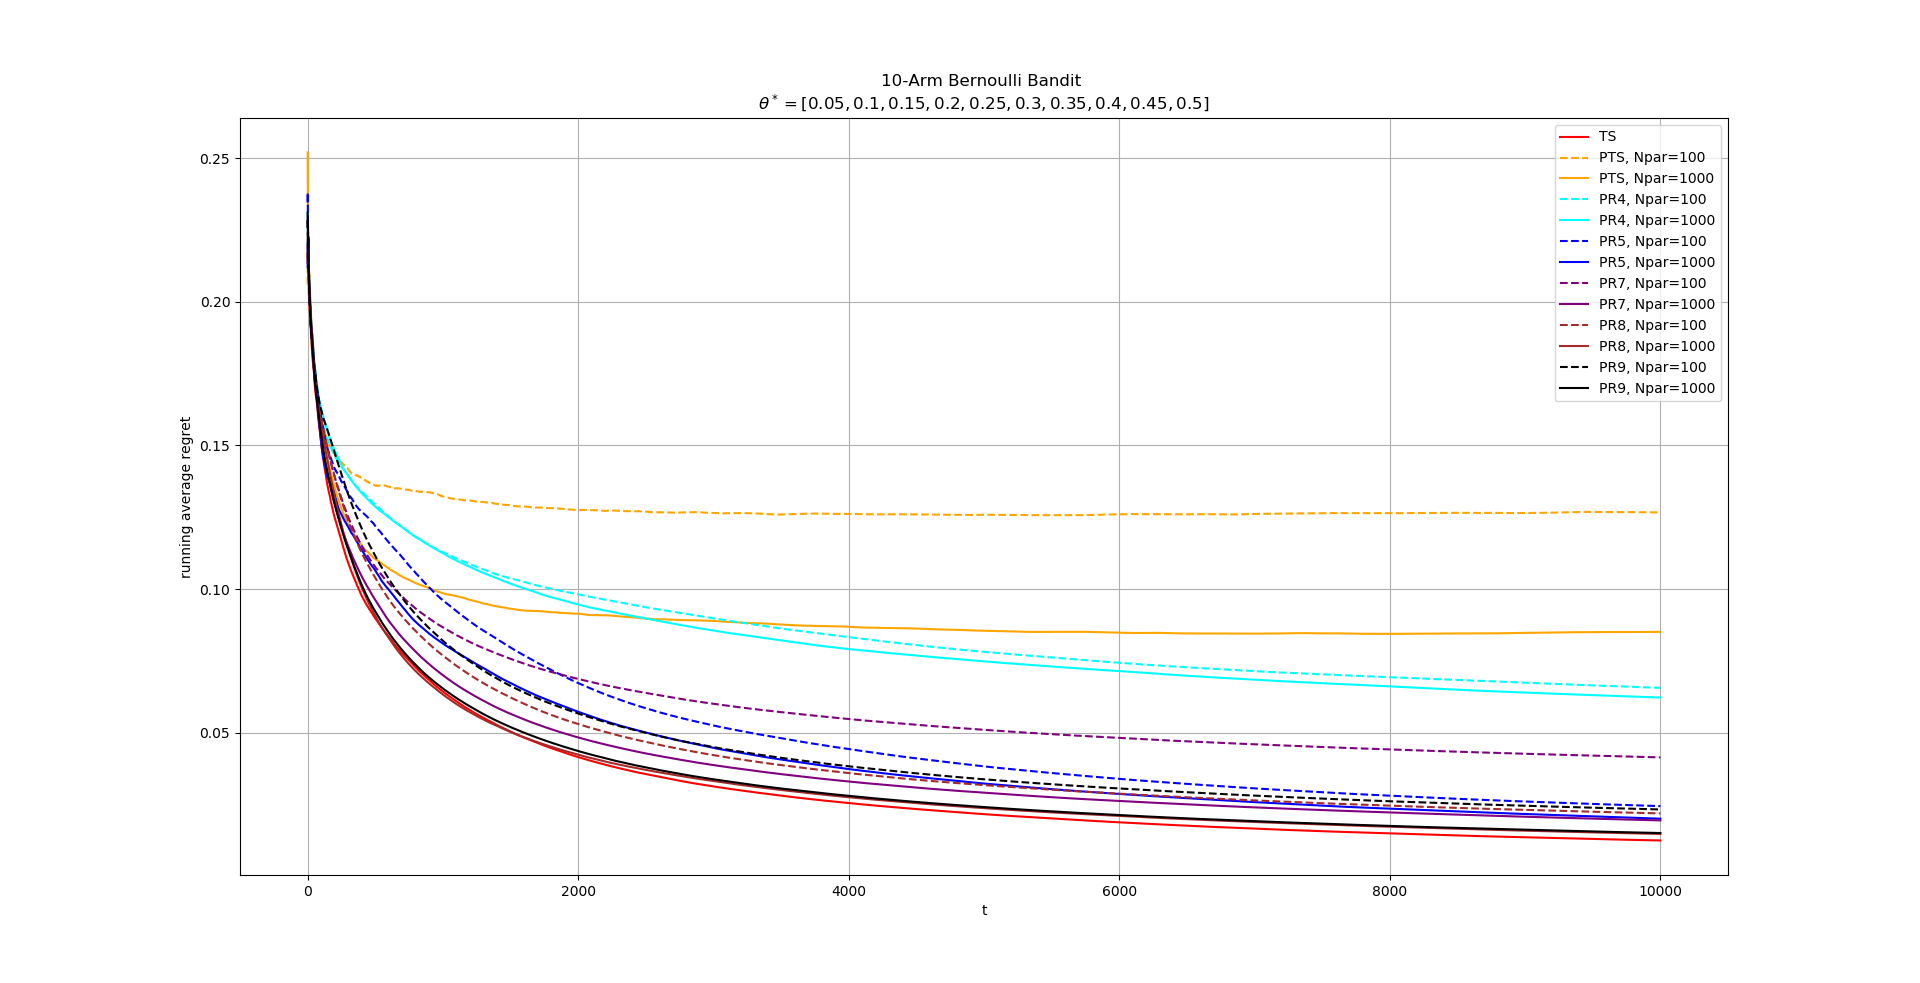 10-Arm Bernoulli Bandit
θ* = [0.05, 0.1, 0.15, 0.2, 0.25, 0.3, 0.35, 0.4, 0.45, 0.5]
TS
PTS, Npar=100
PTS, Npar=1000
PR4, Npar=100
PR4, Npar=1000
PR5, Npar=100
PR5, Npar=1000
PR7, Npar=100
PR7, Npar=1000
PR8, Npar=100
PR8, Npar=1000
PR9, Npar=100
PR9, Npar=1000
running average regret
0.25
0.20
0.15
0.10
0.05
0 2000 4000 6000 8000 10000
t